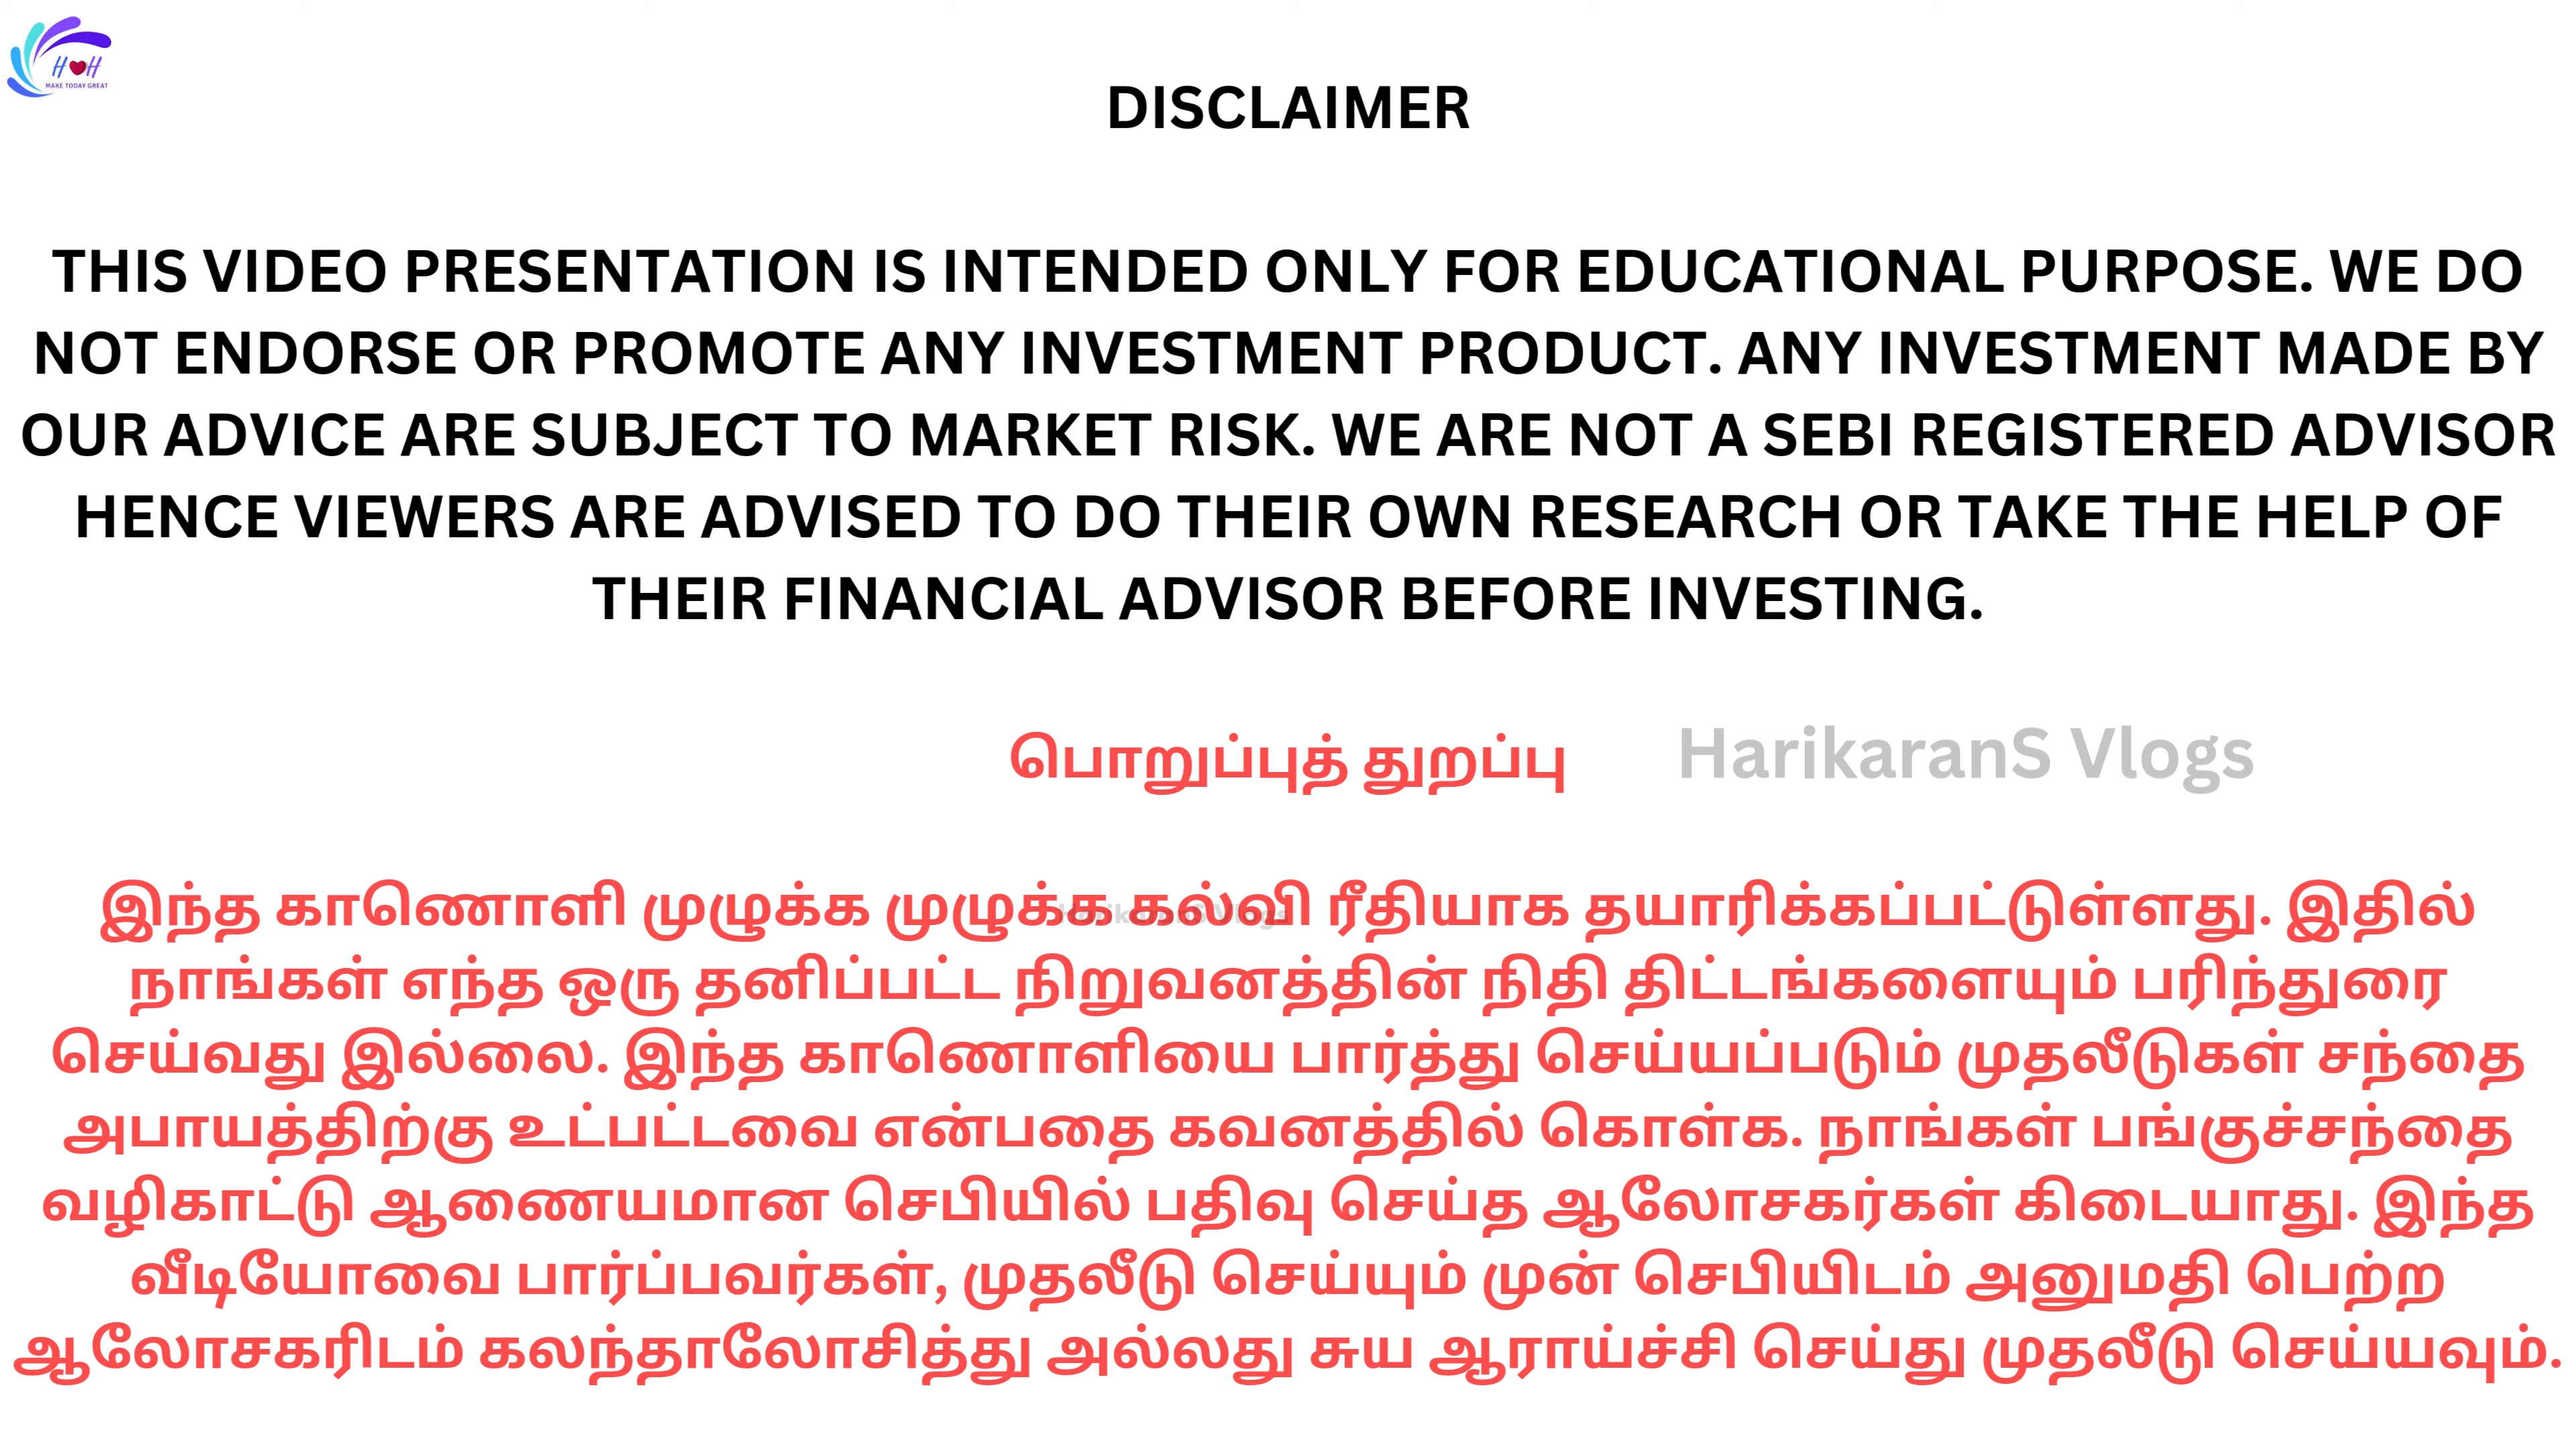 H H
MAKE TODAY GREAT
DISCLAIMER
THIS VIDEO PRESENTATION IS INTENDED ONLY FOR EDUCATIONAL PURPOSE. WE DO
NOT ENDORSE OR PROMOTE ANY INVESTMENT PRODUCT. ANY INVESTMENT MADE BY
OUR ADVICE ARE SUBJECT TO MARKET RISK. WE ARE NOT A SEBI REGISTERED ADVISOR
HENCE VIEWERS ARE ADVISED TO DO THEIR OWN RESEARCH OR TAKE THE HELP OF
THEIR FINANCIAL ADVISOR BEFORE INVESTING.
பொறுப்புத் துறப்பு
HarikaranS Vlogs
இந்த காணொளி முழுக்க முழுக்க கல்வி ரீதியாக தயாரிக்கப்பட்டுள்ளது. இதில்
HarikaranS Vlogs
நாங்கள் எந்த ஒரு தனிப்பட்ட நிறுவனத்தின் நிதி திட்டங்களையும் பரிந்துரை
செய்வது இல்லை. இந்த காணொளியை பார்த்து செய்யப்படும் முதலீடுகள் சந்தை
அபாயத்திற்கு உட்பட்டவை என்பதை கவனத்தில் கொள்க. நாங்கள் பங்குச்சந்தை
வழிகாட்டு ஆணையமான செபியில் பதிவு செய்த ஆலோசகர்கள் கிடையாது. இந்த
வீடியோவை பார்ப்பவர்கள், முதலீடு செய்யும் முன் செபியிடம் அனுமதி பெற்ற
ஆலோசகரிடம் கலந்தாலோசித்து அல்லது சுய ஆராய்ச்சி செய்து முதலீடு செய்யவும்.